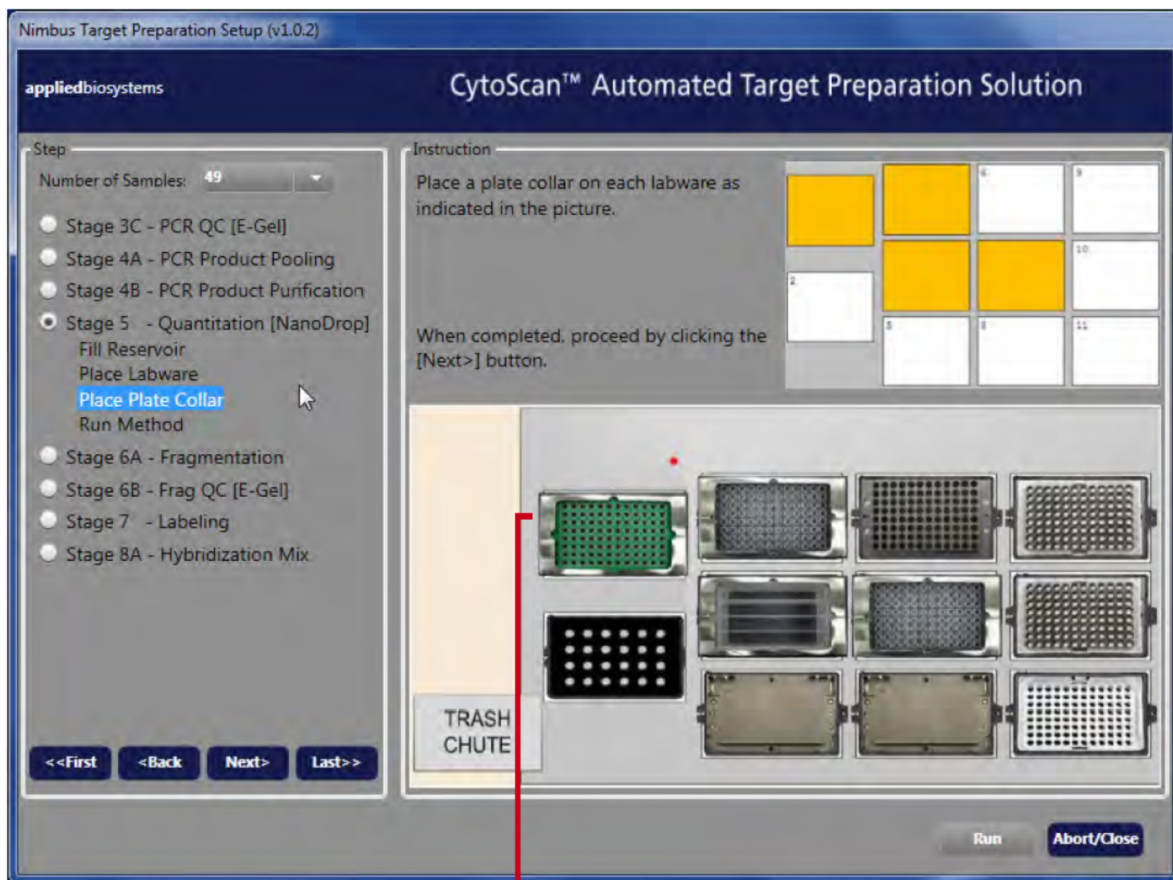 Nimbus Target Preparation Setup (v1.0.2)
appliedbiosystems
CytoScan™ Automated Target Preparation Solution
Step
Number of Samples: 49
Stage 3C - PCR QC [E-Gel]
Stage 4A - PCR Product Pooling
Stage 4B - PCR Product Purification
Stage 5 - Quantitation [NanoDrop]
Fill Reservoir
Place Labware
Place Plate Collar
Run Method
Stage 6A - Fragmentation
Stage 6B - Frag QC [E-Gel]
Stage 7 - Labeling
Stage 8A - Hybridization Mix
<<First
<Back
Next>
Last>>
Instruction
Place a plate collar on each labware as
indicated in the picture.
When completed, proceed by clicking the
[Next>] button.
6
9
2
10
5
8
11
TRASH
CHUTE
Run
Abort/Close